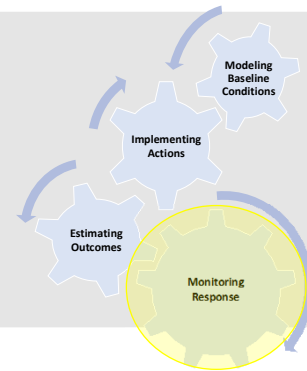 Modeling
Baseline
Conditions
Implementing
Actions
Estimating
Outcomes
Monitoring
Response